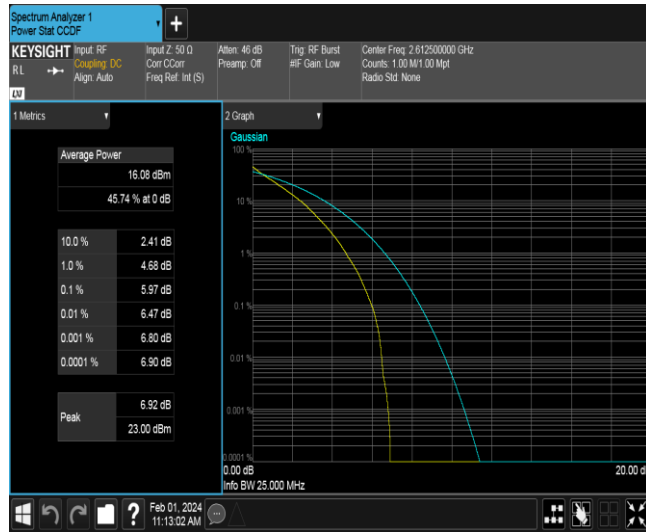 Spectrum Analyzer 1
Power Stat CCDF
+
KEYSIGHT
RL
LXI
Input: RF
Coupling: DC
Align: Auto
Input Z: 50 Ω
Corr CCorr
Freq Ref: Int (S)
Atten: 46 dB
Preamp: Off
Trig: RF Burst
#IF Gain: Low
Center Freq: 2.612500000 GHz
Counts: 1.00 M/1.00 Mpt
Radio Std: None
1 Metrics
Average Power
16.08 dBm
45.74 % at 0 dB
10.0 % 2.41 dB
1.0 % 4.68 dB
0.1 % 5.97 dB
0.01 % 6.47 dB
0.001 % 6.80 dB
0.0001 % 6.90 dB
Peak
6.92 dB
23.00 dBm
2 Graph
Gaussian
100 %
10 %
1 %
0.1 %
0.01 %
0.001 %
0.0001 %
0.00 dB 20.00 d
Info BW 25.000 MHz
?
Feb 01, 2024
11:13:02 AM